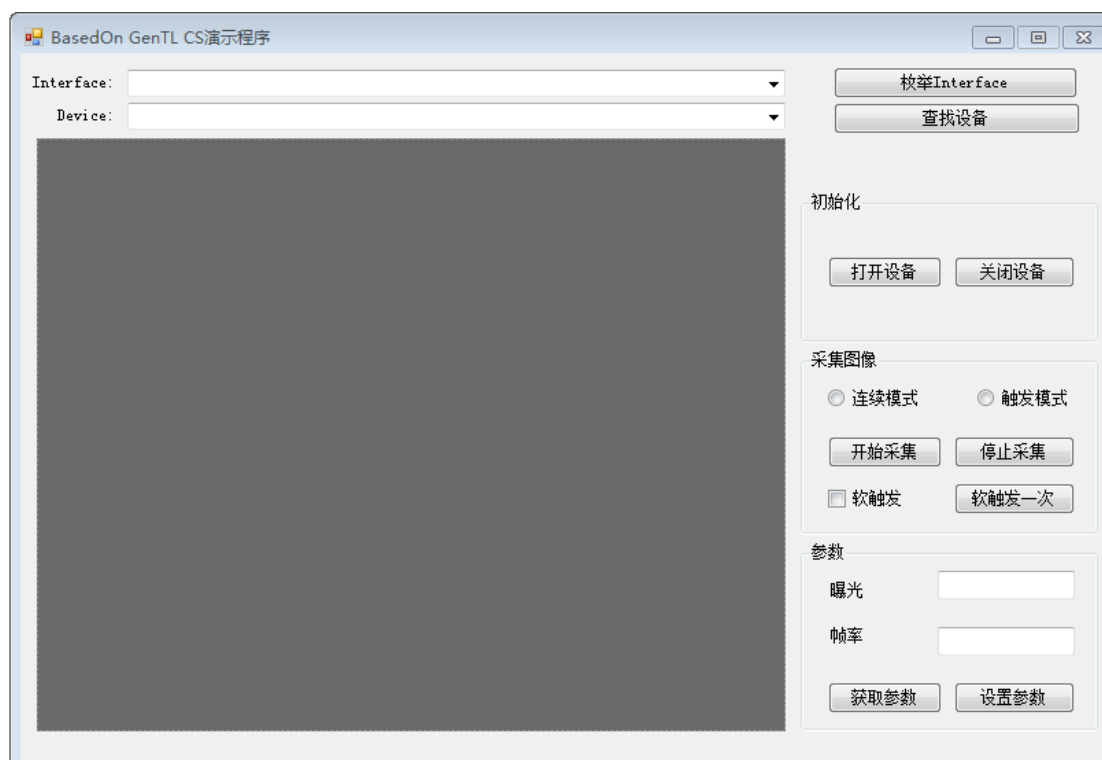 BasedOn GenTL CS演示程序
Interface:
枚举Interface
Device:
查找设备
初始化
打开设备 关闭设备
采集图像
连续模式 触发模式
开始采集 停止采集
软触发 软触发一次
参数
曝光
帧率
获取参数 设置参数